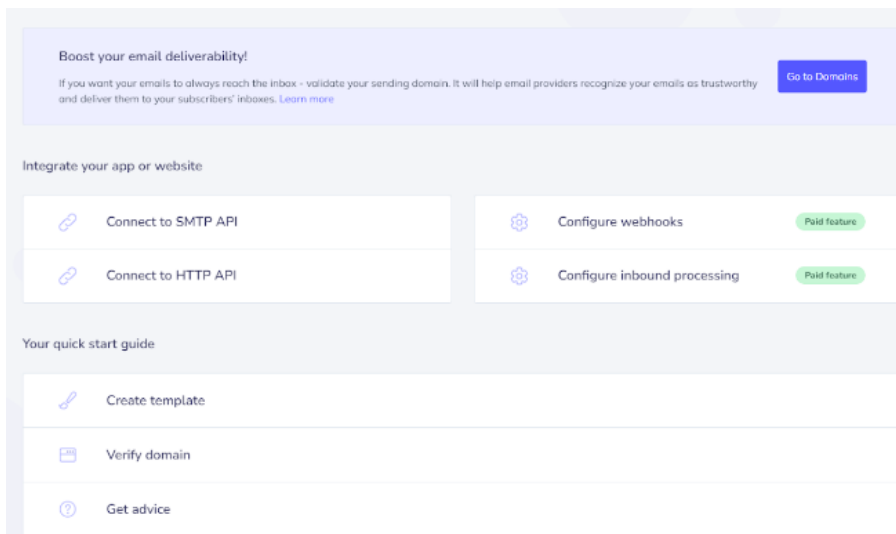 Boost your email deliverability!
If you want your emails to always reach the inbox - validate your sending domain. It will help email providers recognize your emails as trustworthy
and deliver them to your subscribers' inboxes. Learn more
Go to Domains
Integrate your app or website
Connect to SMTP API
Configure webhooks
Paid feature
Connect to HTTP API
Configure inbound processing
Paid feature
Your quick start guide
Create template
Verify domain
Get advice